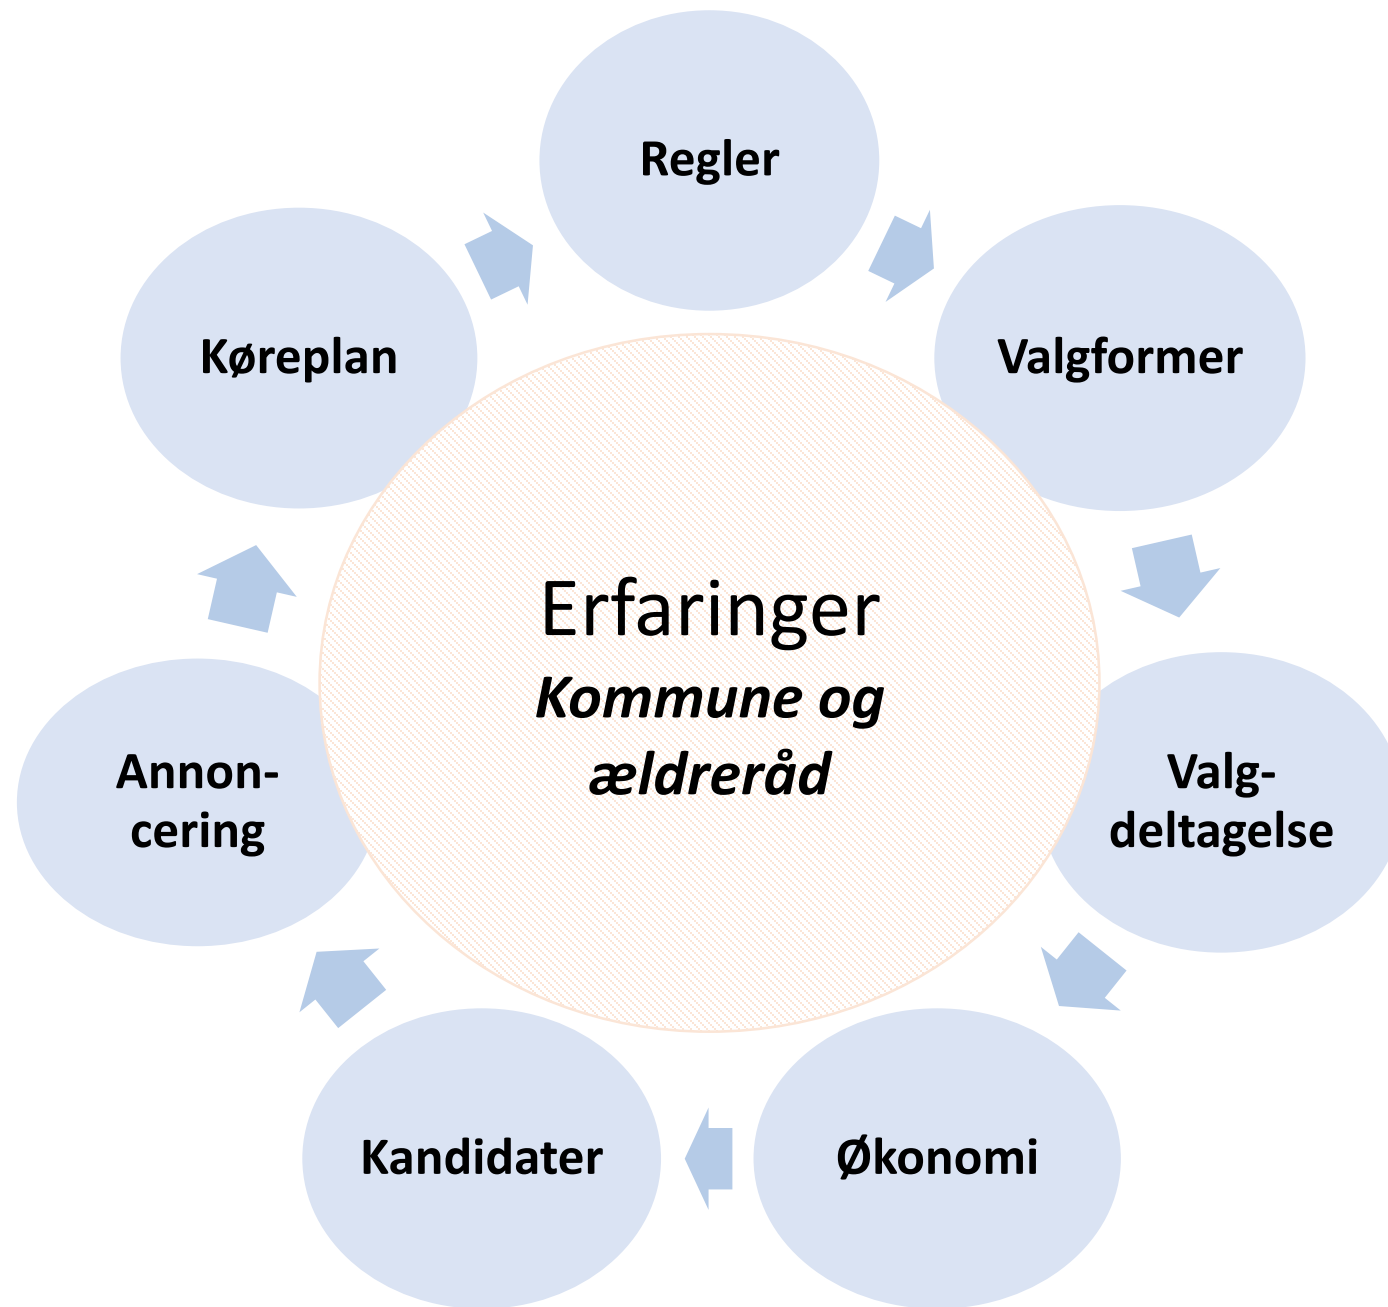 Regler
Valgformer
Valg-
deltagelse
Økonomi
Kandidater
Annon-
cering
Køreplan
Erfaringer
Kommune og
ældreråd